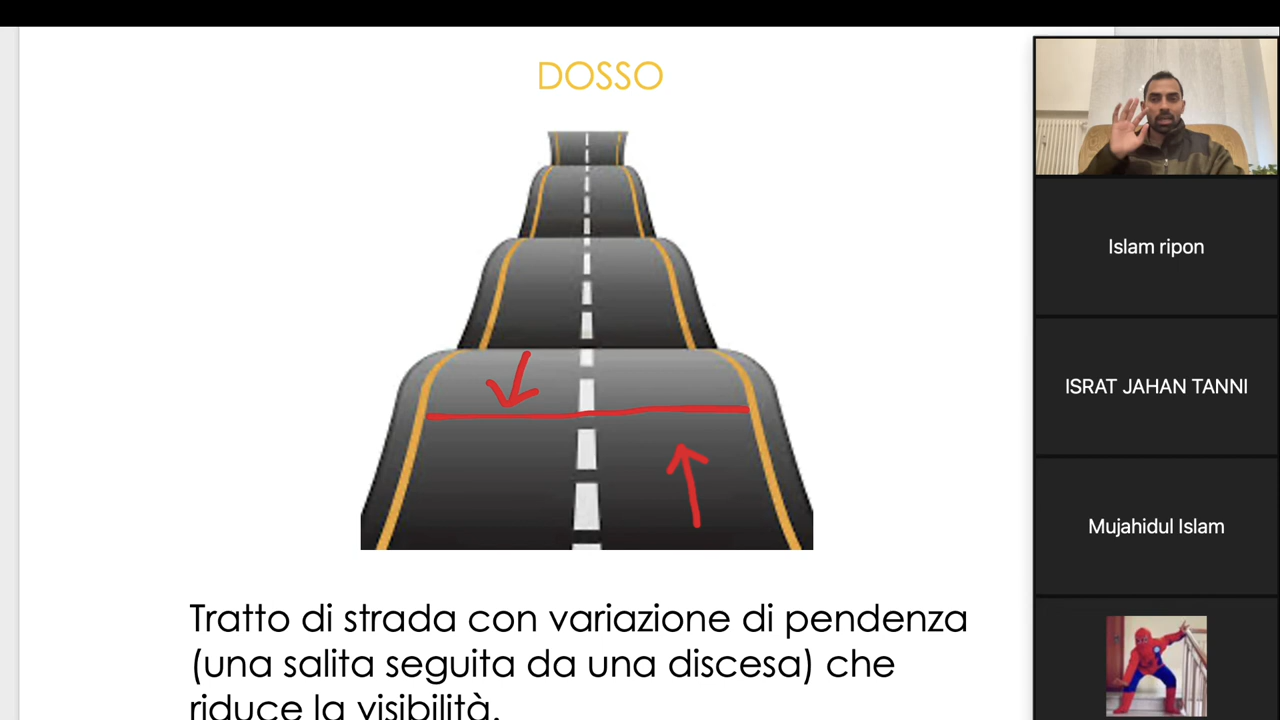 DOSSO
Tratto di strada con variazione di pendenza
(una salita seguita da una discesa) che
riduce la visibilità.
Islam ripon
ISRAT JAHAN TANNI
Mujahidul Islam